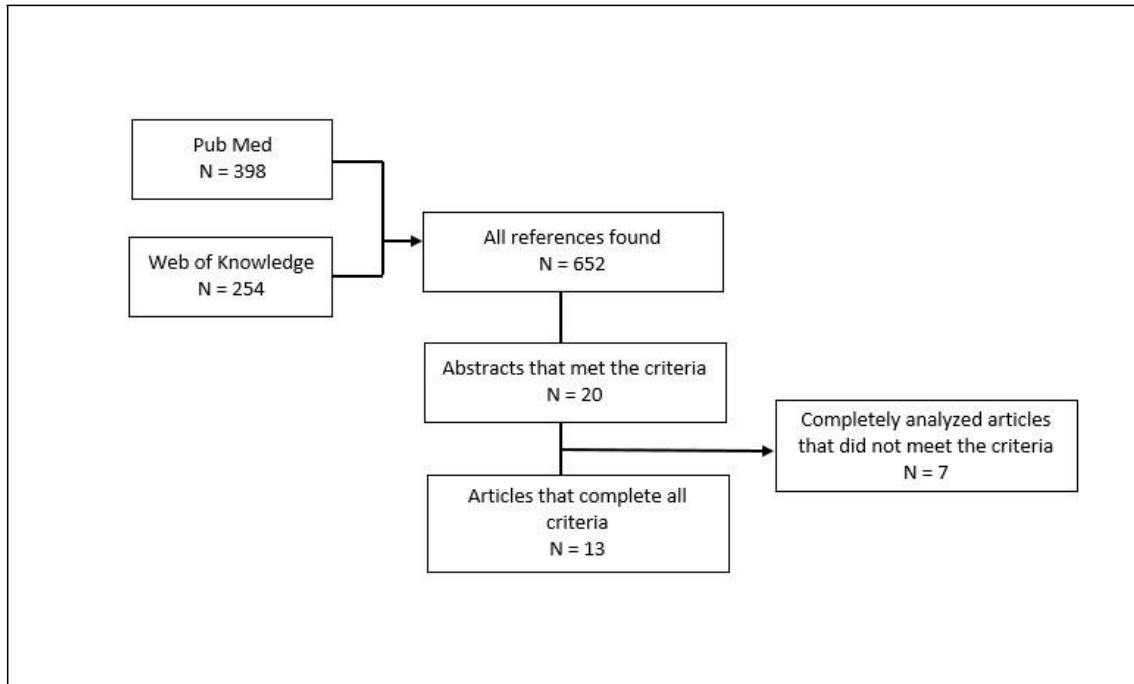 Pub Med
N = 398
Web of Knowledge
N = 254
All references found
N = 652
Abstracts that met the criteria
N = 20
Completely analyzed articles
that did not meet the criteria
N = 7
Articles that complete all
criteria
N = 13